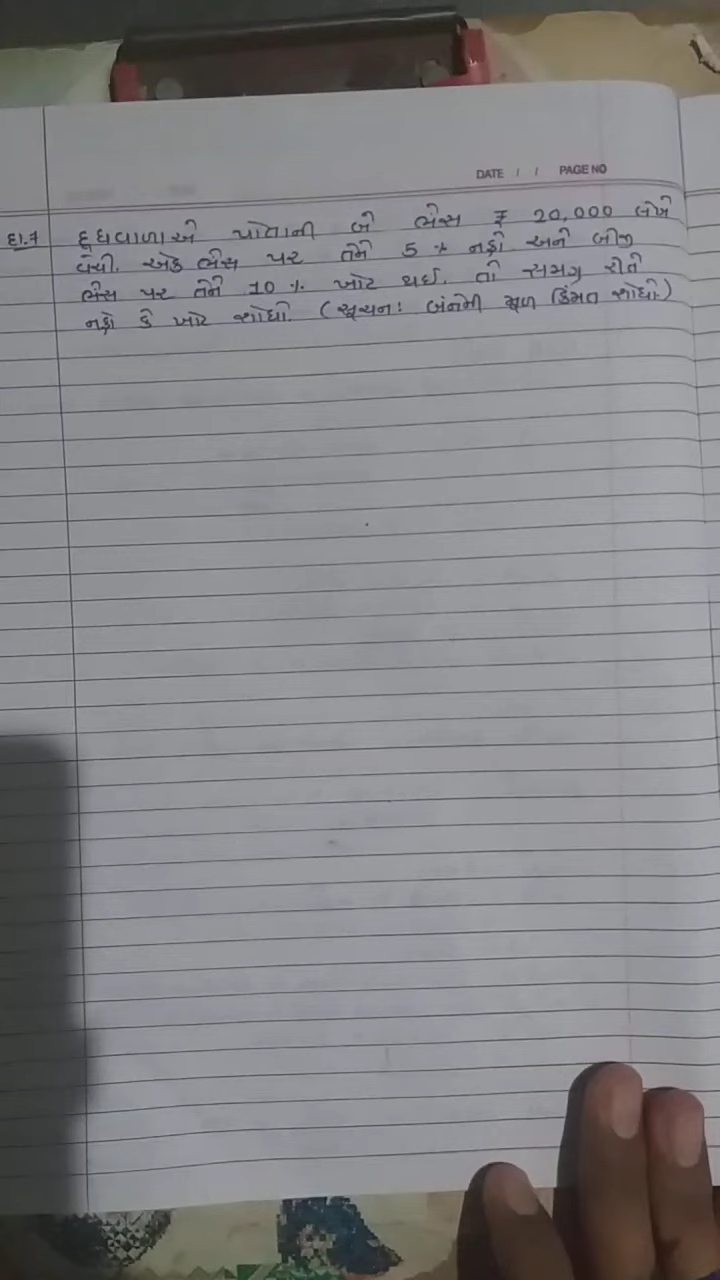 DATE / / PAGE NO
દા.7 દૂધવાળાએ પોતાની બે ભેંસ ₹ 20,000 લેખે
વેચી. એક ભેંસ પર તેને 5 % નફો અને બીજી
ભેંસ પર તેને 10 % ખોટ થઈ. તો સમગ્ર રીતે
નફો કે ખોટ શોધો. (સૂચન: બંનેની મૂળ કિંમત શોધો.)